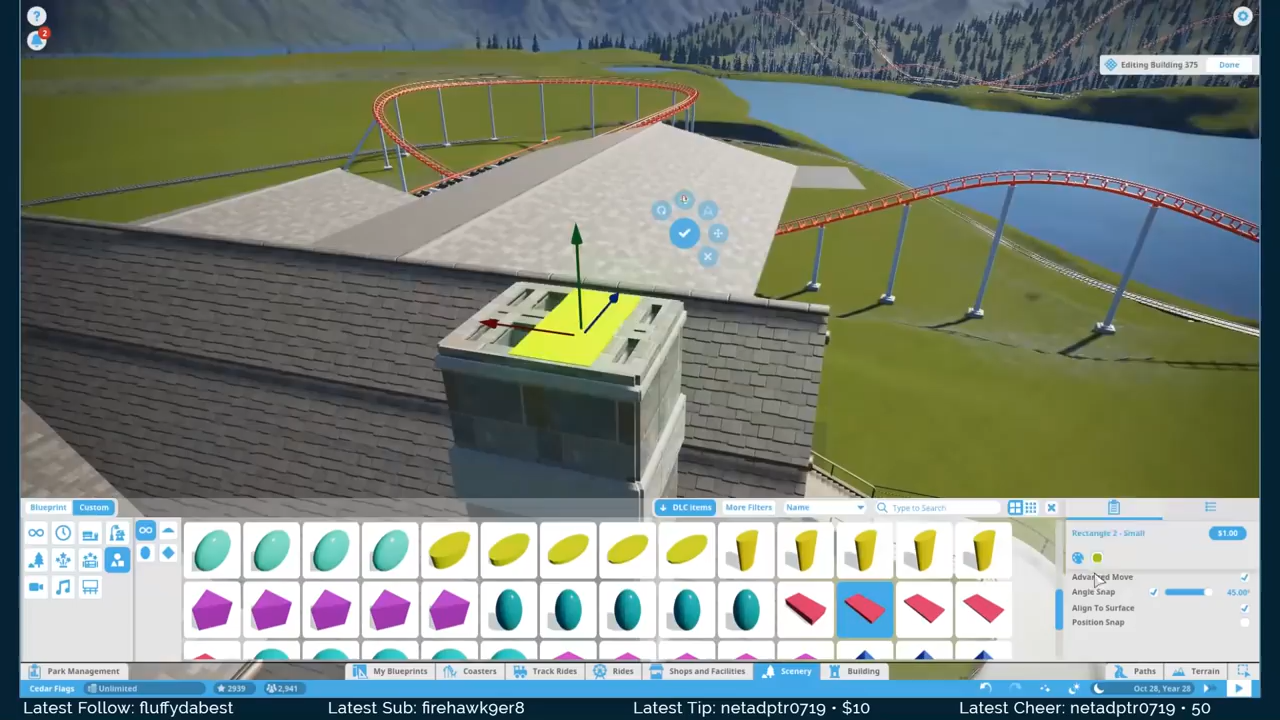 2
Editing Building 375
Done
Blueprint
Custom
DLC items
More Filters
Name
Type to Search
Rectangle 2 - Small
$1.00
Advanced Move
Angle Snap
45.00°
Align To Surface
Position Snap
Park Management
My Blueprints
Coasters
Track Rides
Rides
Shops and Facilities
Scenery
Building
Paths
Terrain
Cedar Flags
Unlimited
2939
2,941
Oct 28, Year 28
Latest Follow: fluffydabest
Latest Sub: firehawk9er8
Latest Tip: netadptr0719 • $10
Latest Cheer: netadptr0719 • 50